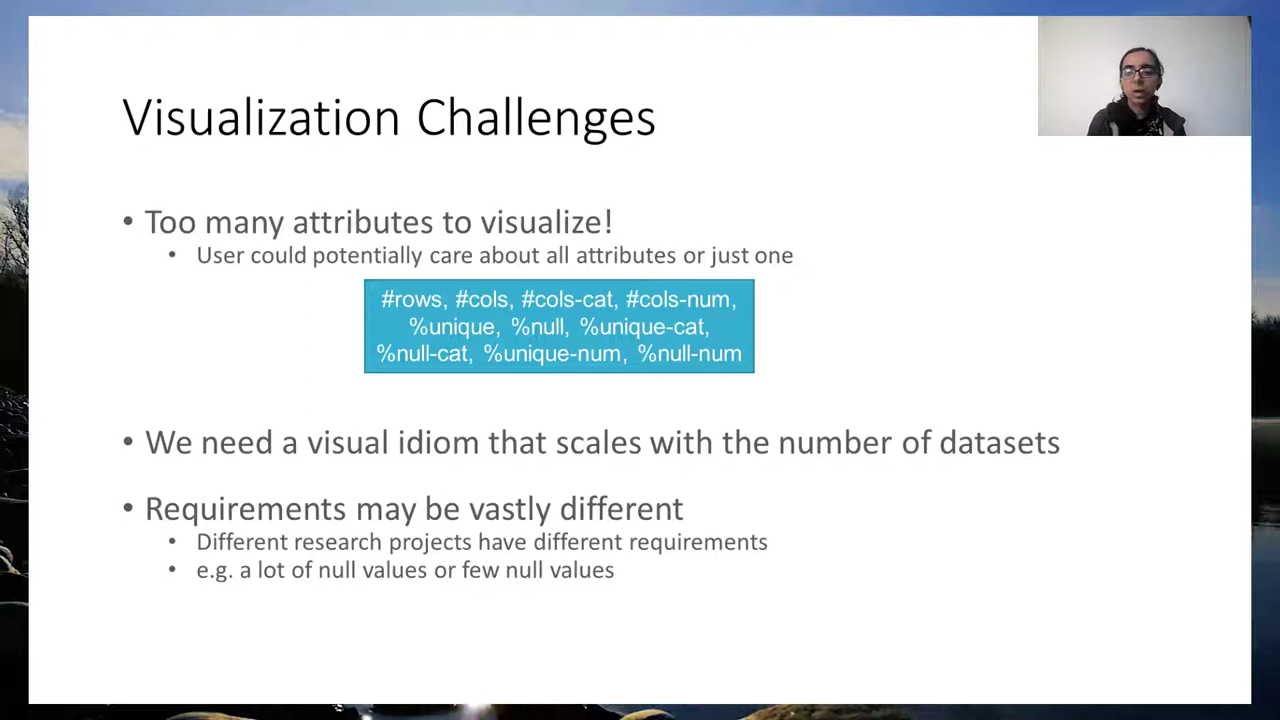 Visualization Challenges
• Too many attributes to visualize!
• User could potentially care about all attributes or just one
#rows, #cols, #cols-cat, #cols-num,
%unique, %null, %unique-cat,
%null-cat, %unique-num, %null-num
• We need a visual idiom that scales with the number of datasets
• Requirements may be vastly different
• Different research projects have different requirements
• e.g. a lot of null values or few null values